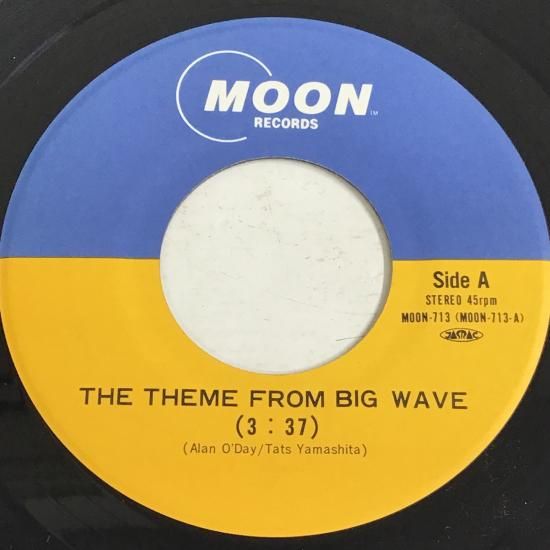 MOON TM
RECORDS
Side A
STEREO 45rpm
MOON-713 (MOON-713-A)
JASRAC
THE THEME FROM BIG WAVE
(3 : 37)
(Alan O'Day/Tats Yamashita)